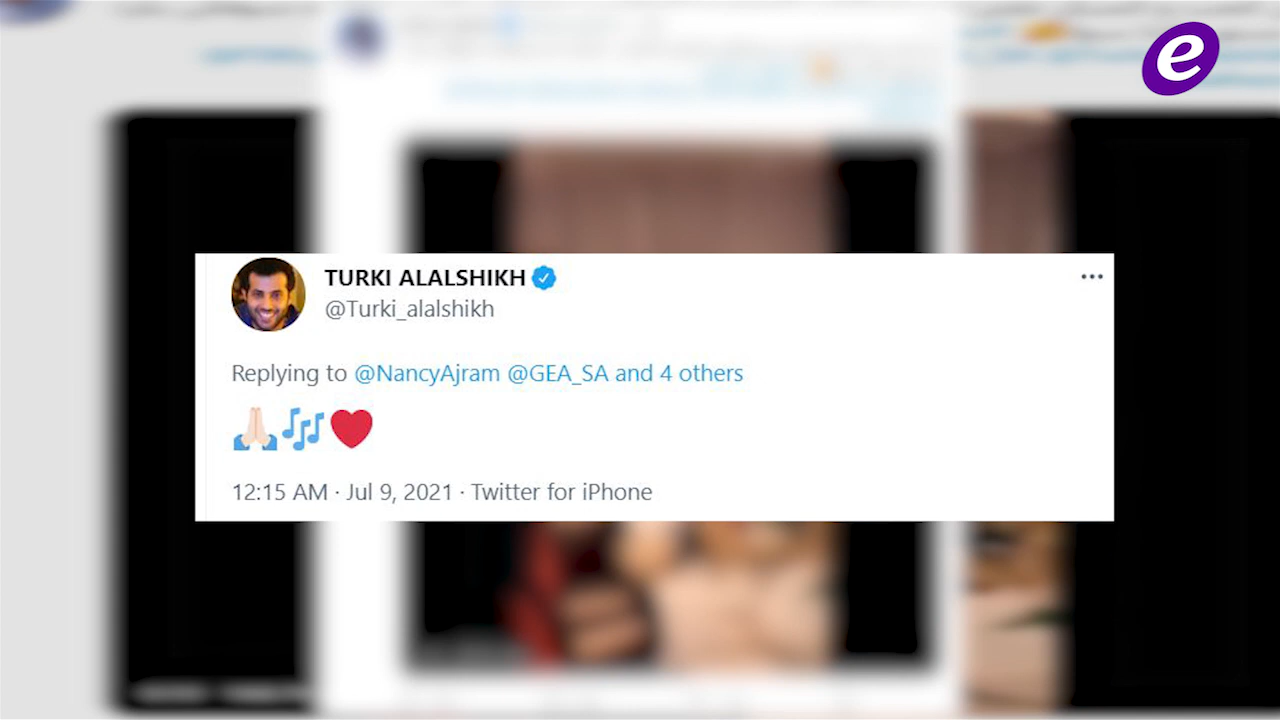 e
TURKI ALALSHIKH
@Turki_alalshikh
Replying to @NancyAjram @GEA_SA and 4 others
🙏🏻🎶❤️
12:15 AM · Jul 9, 2021 · Twitter for iPhone